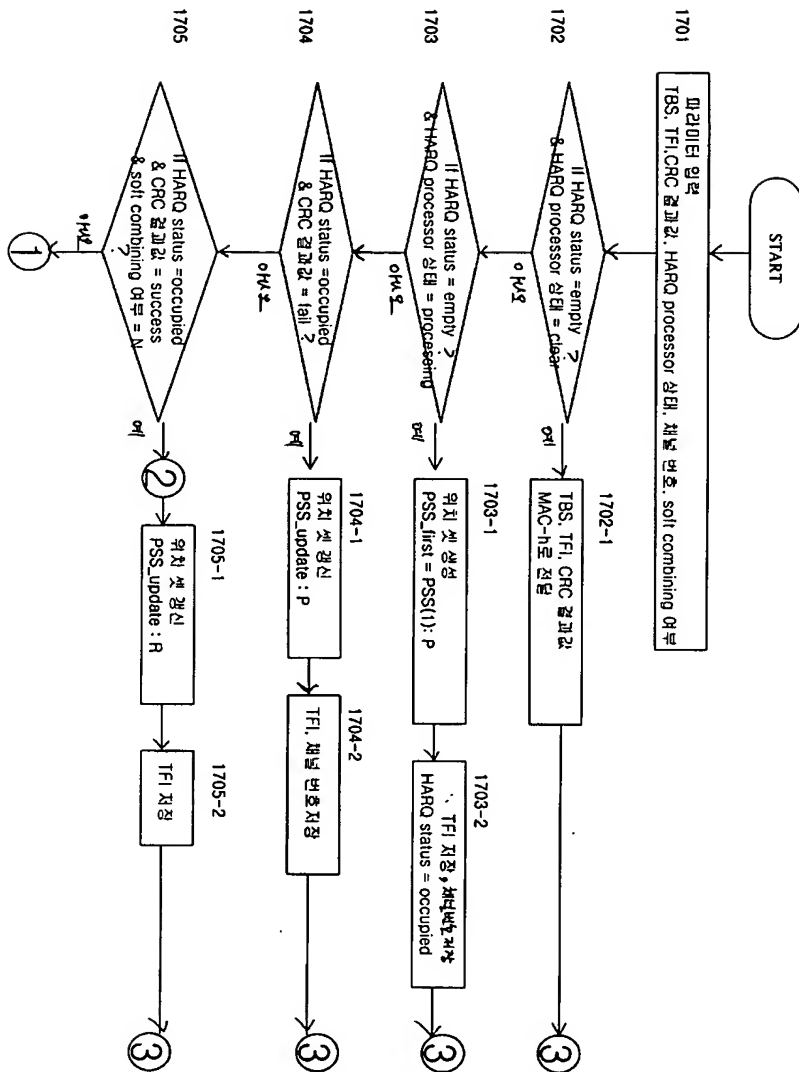 START
1701
파라미터 입력
TBS, TFI,CRC 결과값, HARQ processor 상태, 채널 번호, soft combining 여부
1702
If HARQ status =empty
& HARQ processor 상태 = clear
?
예
아니오
1702-1
TBS, TFI, CRC 결과값
MAC-h로 전달
3
1703
If HARQ status = empty
& HARQ processor 상태 = processing
?
예
아니오
1703-1
위치 셋 생성
PSS_first = PSS(1): P
1703-2
TFI 저장, 채널번호저장
HARQ status = occupied
3
1704
If HARQ status =occupied
& CRC 결과값 = fail ?
예
아니오
1704-1
위치 셋 갱신
PSS_update : P
1704-2
TFI, 채널 번호저장
3
1705
If HARQ status =occupied
& CRC 결과값 = success
& soft combining 여부 = N
?
예
아니오
1
2
1705-1
위치 셋 갱신
PSS_update : R
1705-2
TFI 저장
3